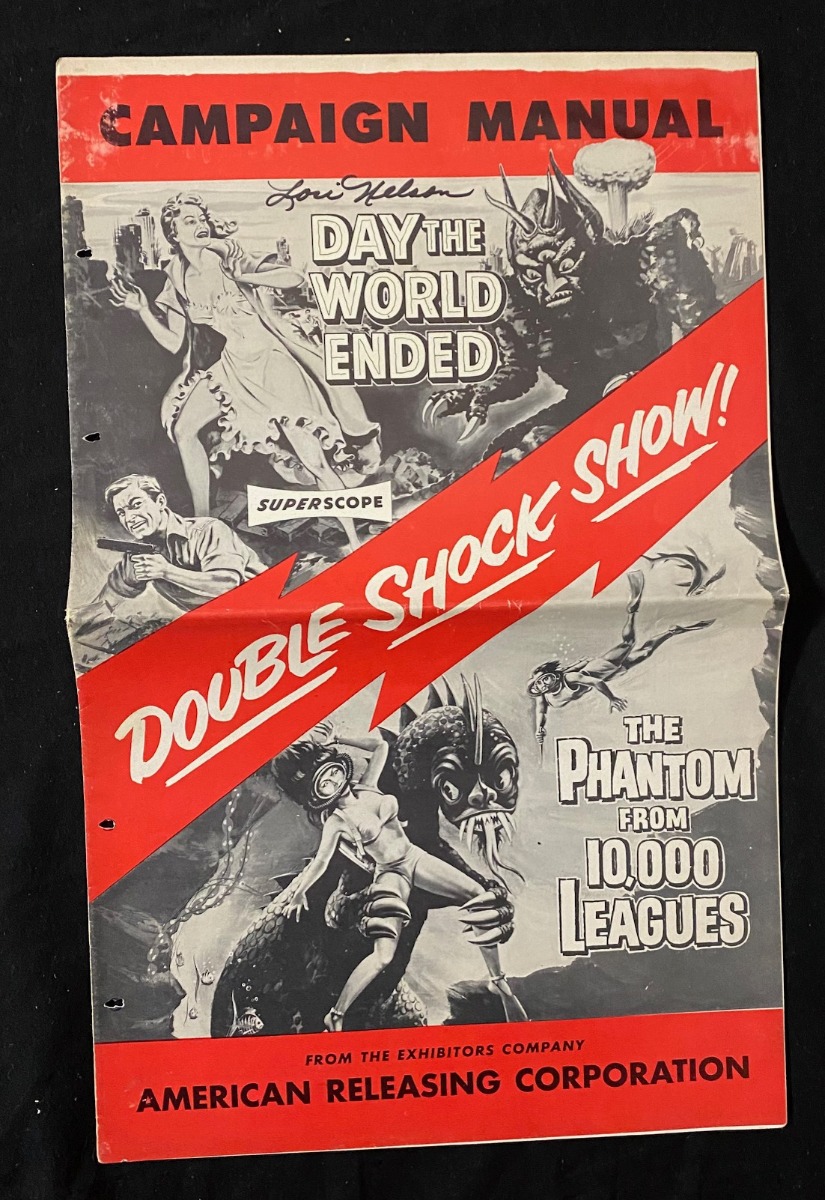 CAMPAIGN MANUAL
Lori Nelson
DAY THE
WORLD
ENDED
SUPERSCOPE
DOUBLE SHOCK SHOW!
THE
PHANTOM
FROM
10,000
LEAGUES
FROM THE EXHIBITORS COMPANY
AMERICAN RELEASING CORPORATION